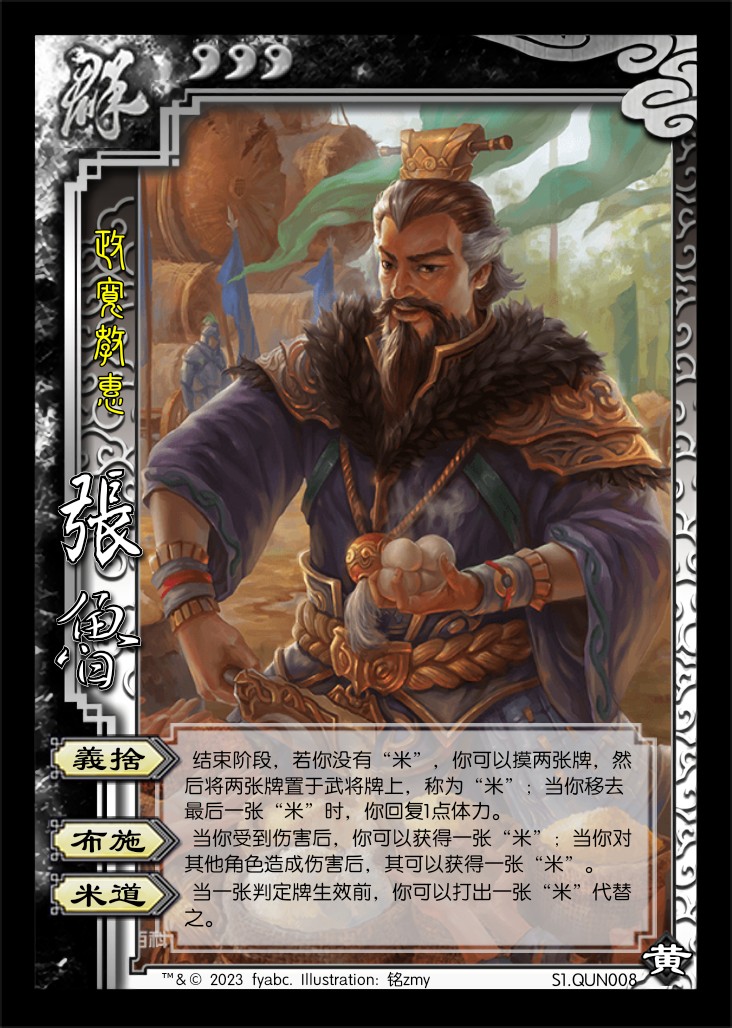 群
政寬教惠
張魯
義捨
结束阶段，若你没有“米”，你可以摸两张牌，然
后将两张牌置于武将牌上，称为“米”；当你移去
最后一张“米”时，你回复1点体力。
布施
当你受到伤害后，你可以获得一张“米”；当你对
其他角色造成伤害后，其可以获得一张“米”。
米道
当一张判定牌生效前，你可以打出一张“米”代替
之。
™&© 2023 fyabc. Illustration: 铭zmy
S1.QUN008
黄